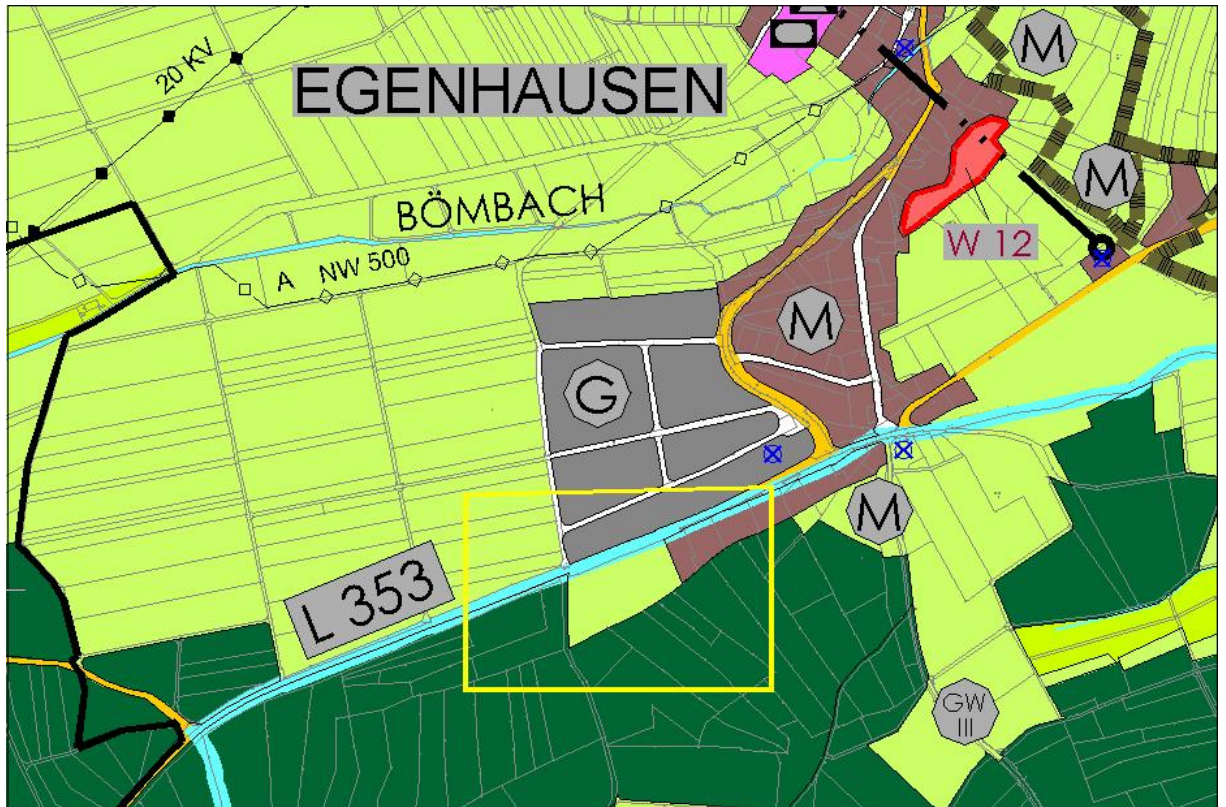 M
20 KV
EGENHAUSEN
M
BÖMBACH
W 12
A NW 500
M
G
M
L 353
GW
III